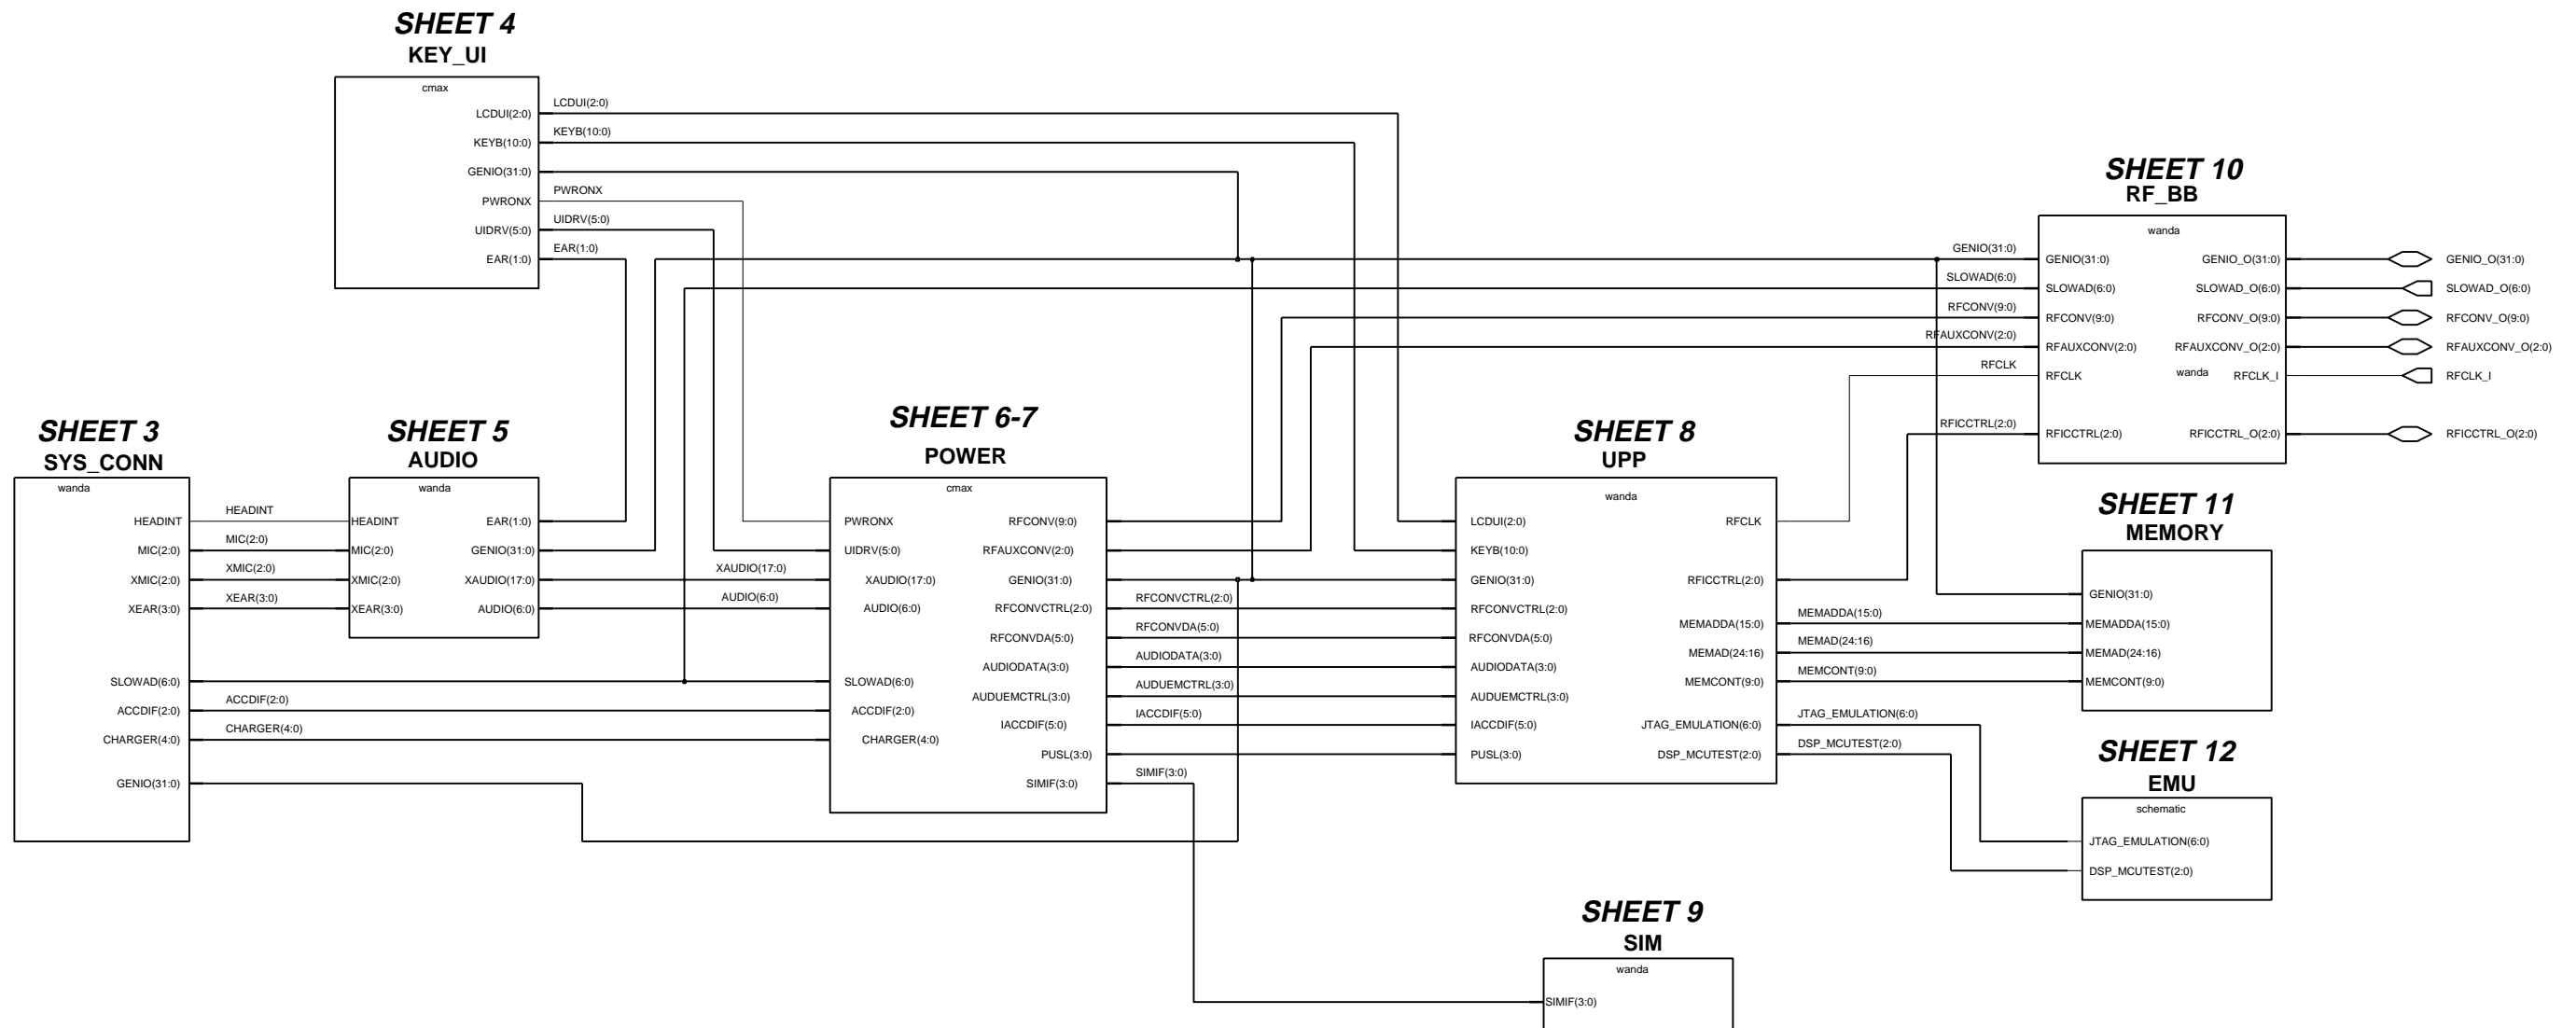 SHEET 4
KEY_UI
cmax
LCDUI(2:0)
KEYB(10:0)
GENIO(31:0)
PWRONX
UIDRV(5:0)
EAR(1:0)
LCDUI(2:0)
KEYB(10:0)
PWRONX
UIDRV(5:0)
EAR(1:0)
SHEET 10
RF_BB
wanda
GENIO(31:0)
SLOWAD(6:0)
RFCONV(9:0)
RFAUXCONV(2:0)
RFCLK
RFICCTRL(2:0)
GENIO(31:0)
SLOWAD(6:0)
RFCONV(9:0)
RFAUXCONV(2:0)
RFCLK
RFICCTRL(2:0)
GENIO_O(31:0)
SLOWAD_O(6:0)
RFCONV_O(9:0)
RFAUXCONV_O(2:0)
wanda
RFCLK_I
RFICCTRL_O(2:0)
GENIO_O(31:0)
SLOWAD_O(6:0)
RFCONV_O(9:0)
RFAUXCONV_O(2:0)
RFCLK_I
RFICCTRL_O(2:0)
SHEET 3
SYS_CONN
wanda
HEADINT
MIC(2:0)
XMIC(2:0)
XEAR(3:0)
SLOWAD(6:0)
ACCDIF(2:0)
CHARGER(4:0)
GENIO(31:0)
HEADINT
MIC(2:0)
XMIC(2:0)
XEAR(3:0)
ACCDIF(2:0)
CHARGER(4:0)
SHEET 5
AUDIO
wanda
HEADINT
MIC(2:0)
XMIC(2:0)
XEAR(3:0)
EAR(1:0)
GENIO(31:0)
XAUDIO(17:0)
AUDIO(6:0)
XAUDIO(17:0)
AUDIO(6:0)
SHEET 6-7
POWER
cmax
PWRONX
UIDRV(5:0)
XAUDIO(17:0)
AUDIO(6:0)
SLOWAD(6:0)
ACCDIF(2:0)
CHARGER(4:0)
RFCONV(9:0)
RFAUXCONV(2:0)
GENIO(31:0)
RFCONVCTRL(2:0)
RFCONVDA(5:0)
AUDIODATA(3:0)
AUDUEMCTRL(3:0)
IACCDIF(5:0)
PUSL(3:0)
SIMIF(3:0)
RFCONVCTRL(2:0)
RFCONVDA(5:0)
AUDIODATA(3:0)
AUDUEMCTRL(3:0)
IACCDIF(5:0)
SIMIF(3:0)
SHEET 8
UPP
wanda
LCDUI(2:0)
KEYB(10:0)
GENIO(31:0)
RFCONVCTRL(2:0)
RFCONVDA(5:0)
AUDIODATA(3:0)
AUDUEMCTRL(3:0)
IACCDIF(5:0)
PUSL(3:0)
RFCLK
RFICCTRL(2:0)
MEMADDA(15:0)
MEMAD(24:16)
MEMCONT(9:0)
JTAG_EMULATION(6:0)
DSP_MCUTEST(2:0)
MEMADDA(15:0)
MEMAD(24:16)
MEMCONT(9:0)
JTAG_EMULATION(6:0)
DSP_MCUTEST(2:0)
SHEET 11
MEMORY
GENIO(31:0)
MEMADDA(15:0)
MEMAD(24:16)
MEMCONT(9:0)
SHEET 12
EMU
schematic
JTAG_EMULATION(6:0)
DSP_MCUTEST(2:0)
SHEET 9
SIM
wanda
SIMIF(3:0)